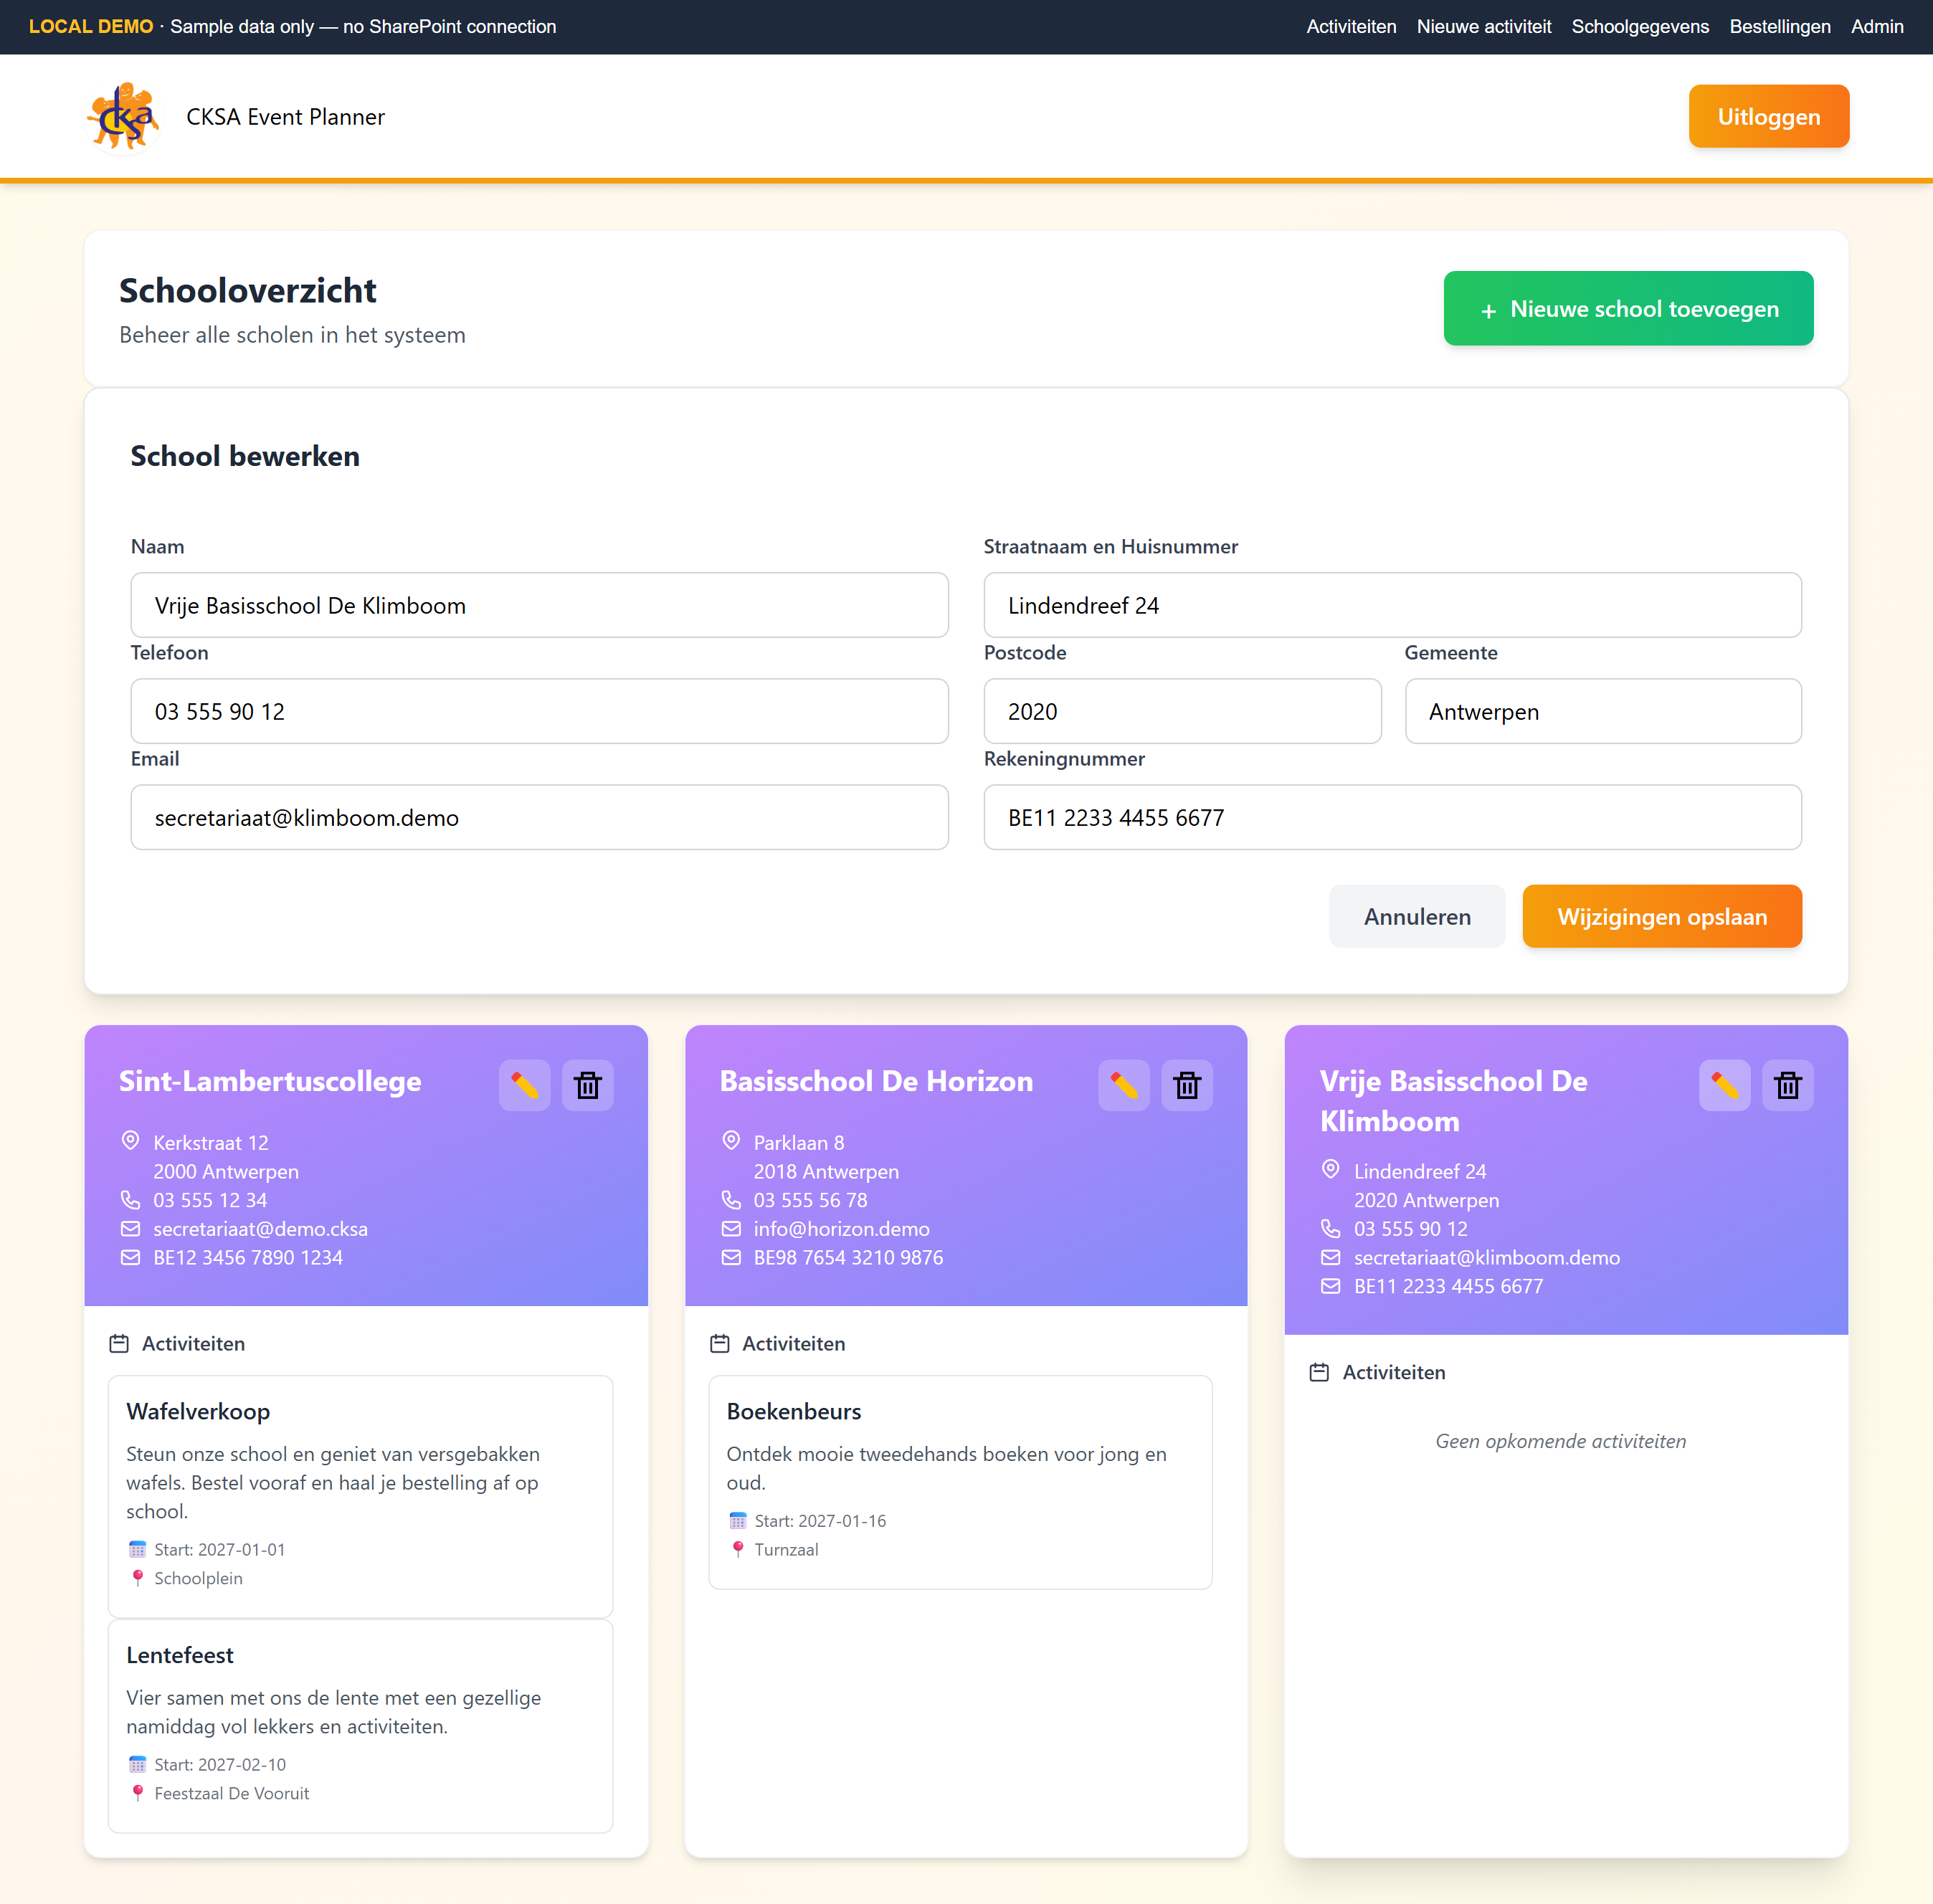 LOCAL DEMO · Sample data only — no SharePoint connection
Activiteiten Nieuwe activiteit Schoolgegevens Bestellingen Admin
cksa
CKSA Event Planner
Uitloggen
Schooloverzicht
Beheer alle scholen in het systeem
+ Nieuwe school toevoegen
School bewerken
Naam
Vrije Basisschool De Klimboom
Straatnaam en Huisnummer
Lindendreef 24
Telefoon
03 555 90 12
Postcode
2020
Gemeente
Antwerpen
Email
secretariaat@klimboom.demo
Rekeningnummer
BE11 2233 4455 6677
Annuleren
Wijzigingen opslaan
Sint-Lambertuscollege
Kerkstraat 12
2000 Antwerpen
03 555 12 34
secretariaat@demo.cksa
BE12 3456 7890 1234
Activiteiten
Wafelverkoop
Steun onze school en geniet van versgebakken
wafels. Bestel vooraf en haal je bestelling af op
school.
Start: 2027-01-01
Schoolplein
Lentefeest
Vier samen met ons de lente met een gezellige
namiddag vol lekkers en activiteiten.
Start: 2027-02-10
Feestzaal De Vooruit
Basisschool De Horizon
Parklaan 8
2018 Antwerpen
03 555 56 78
info@horizon.demo
BE98 7654 3210 9876
Activiteiten
Boekenbeurs
Ontdek mooie tweedehands boeken voor jong en
oud.
Start: 2027-01-16
Turnzaal
Vrije Basisschool De
Klimboom
Lindendreef 24
2020 Antwerpen
03 555 90 12
secretariaat@klimboom.demo
BE11 2233 4455 6677
Activiteiten
Geen opkomende activiteiten